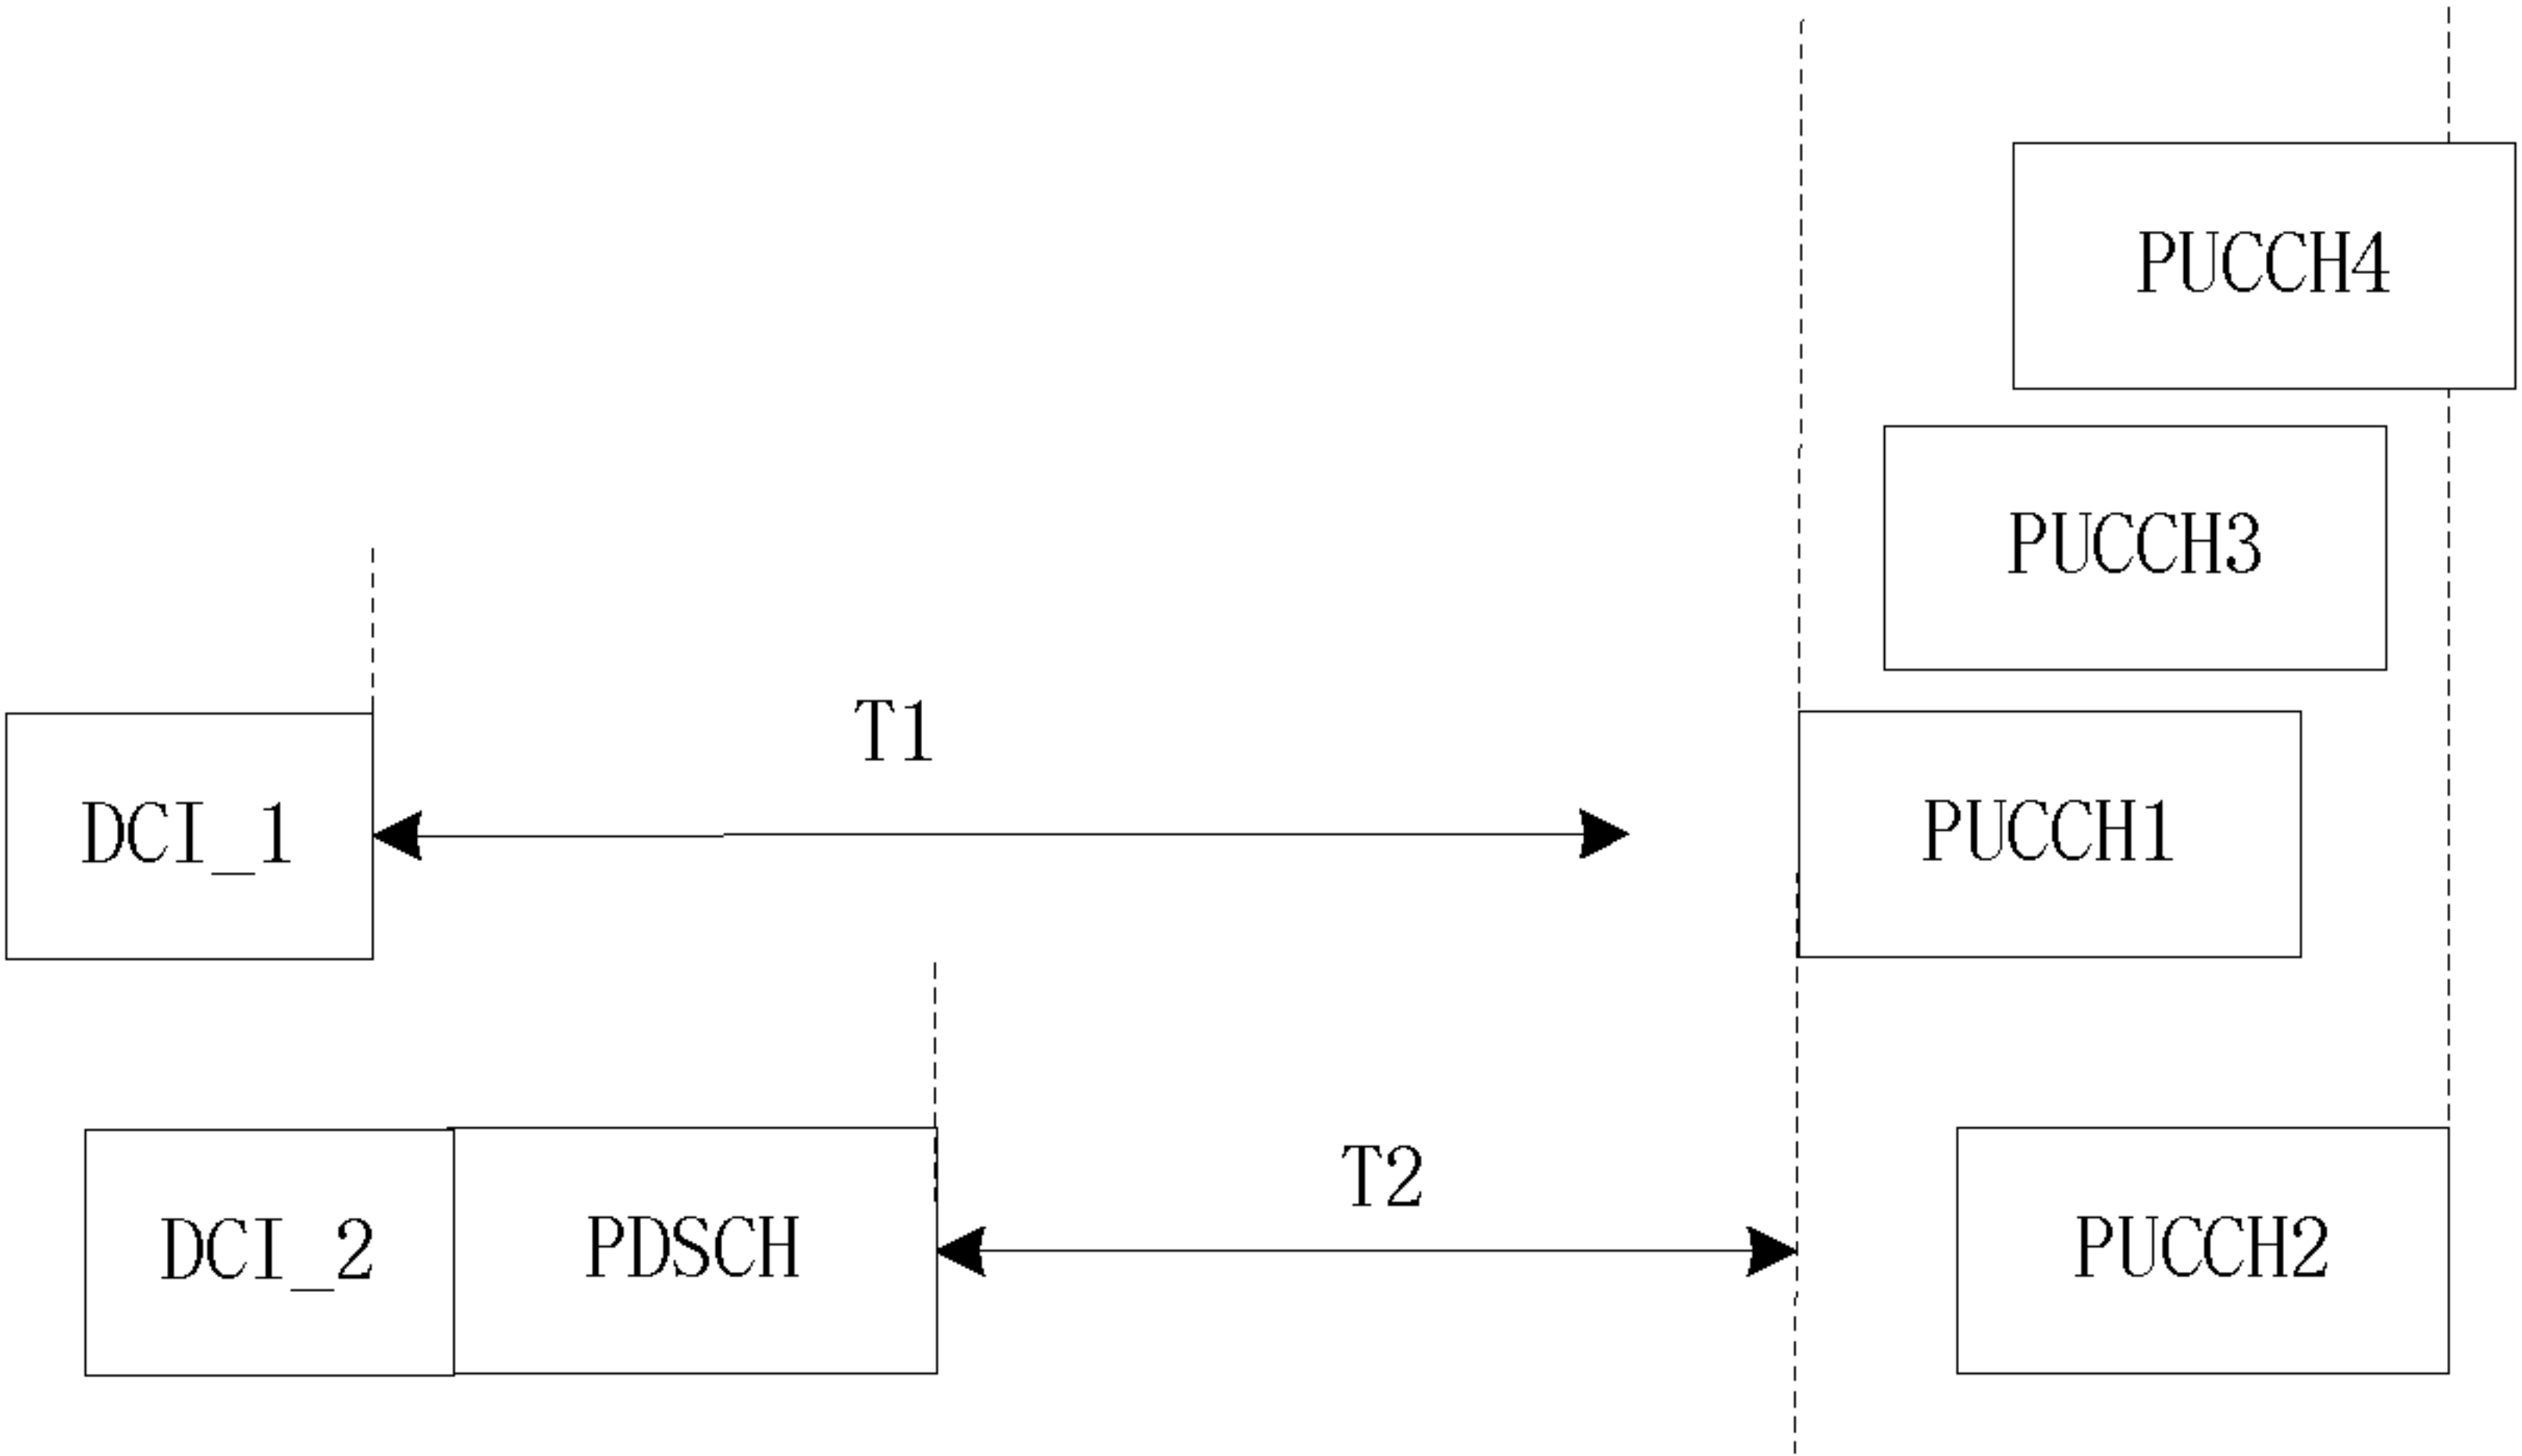 PUCCH4
PUCCH3
T1
DCI_1
PUCCH1
T2
DCI_2
PDSCH
PUCCH2